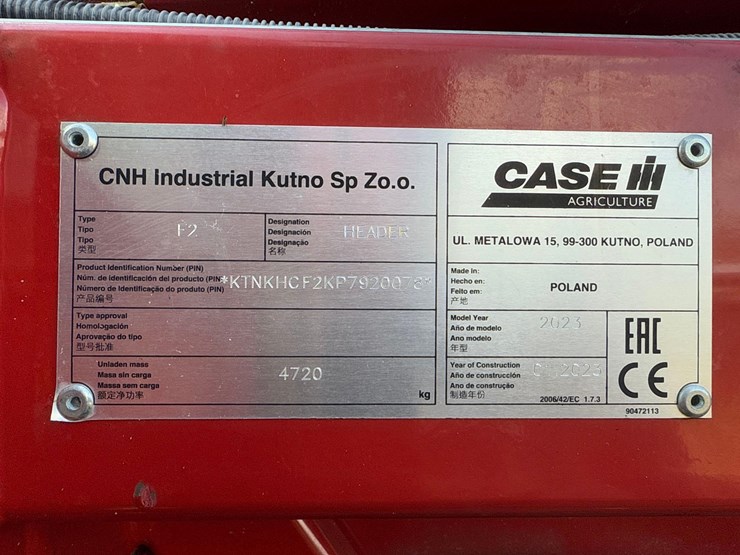 CNH Industrial Kutno Sp Zo.o.
Type
Tipo
Tipo
类型
F2
Designation
Designación
Designação
名称
HEADER
Product Identification Number (PIN)
Núm. de identificación del producto (PIN)
Número de identificação do produto (PIN)
产品编号
Type approval
Homologación
Aprovação do tipo
型号批准
Unladen mass
Masa sin carga
Massa sem carga
额定净功率
4720
kg
CASE IH
AGRICULTURE
UL. METALOWA 15, 99-300 KUTNO, POLAND
Made in:
Hecho en:
Feito em:
产地
POLAND
Model Year
Año de modelo
Ano modelo
年型
2023
Year of Construction
Año de construcción
Ano de construção
制造年份
2023
2006/42/EC 1.7.3
EAC
CE
90472113